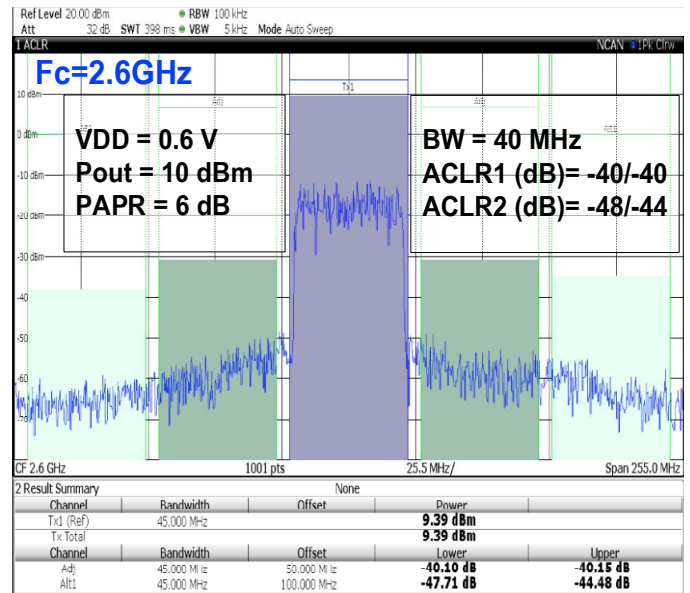 Ref Level 20.00 dBm RBW 100 kHz
Att 32 dB SWT 398 ms VBW 5 kHz Mode Auto Sweep
1 ACLR NCAN 1Pk Clrw
Fc=2.6GHz
Tx1
10 dBm
Adj Adj
VDD = 0.6 V BW = 40 MHz
0 dBm
Pout = 10 dBm ACLR1 (dB)= -40/-40
-10 dBm
PAPR = 6 dB ACLR2 (dB)= -48/-44
-20 dBm
-30 dBm
-40
-50
-60
-70
CF 2.6 GHz 1001 pts 25.5 MHz/ Span 255.0 MHz
2 Result Summary None
Channel Bandwidth Offset Power
Tx1 (Ref) 45.000 MHz 9.39 dBm
Tx Total 9.39 dBm
Channel Bandwidth Offset Lower Upper
Adj 45.000 MHz 50.000 MHz -40.10 dB -40.15 dB
Alt1 45.000 MHz 100.000 MHz -47.71 dB -44.48 dB